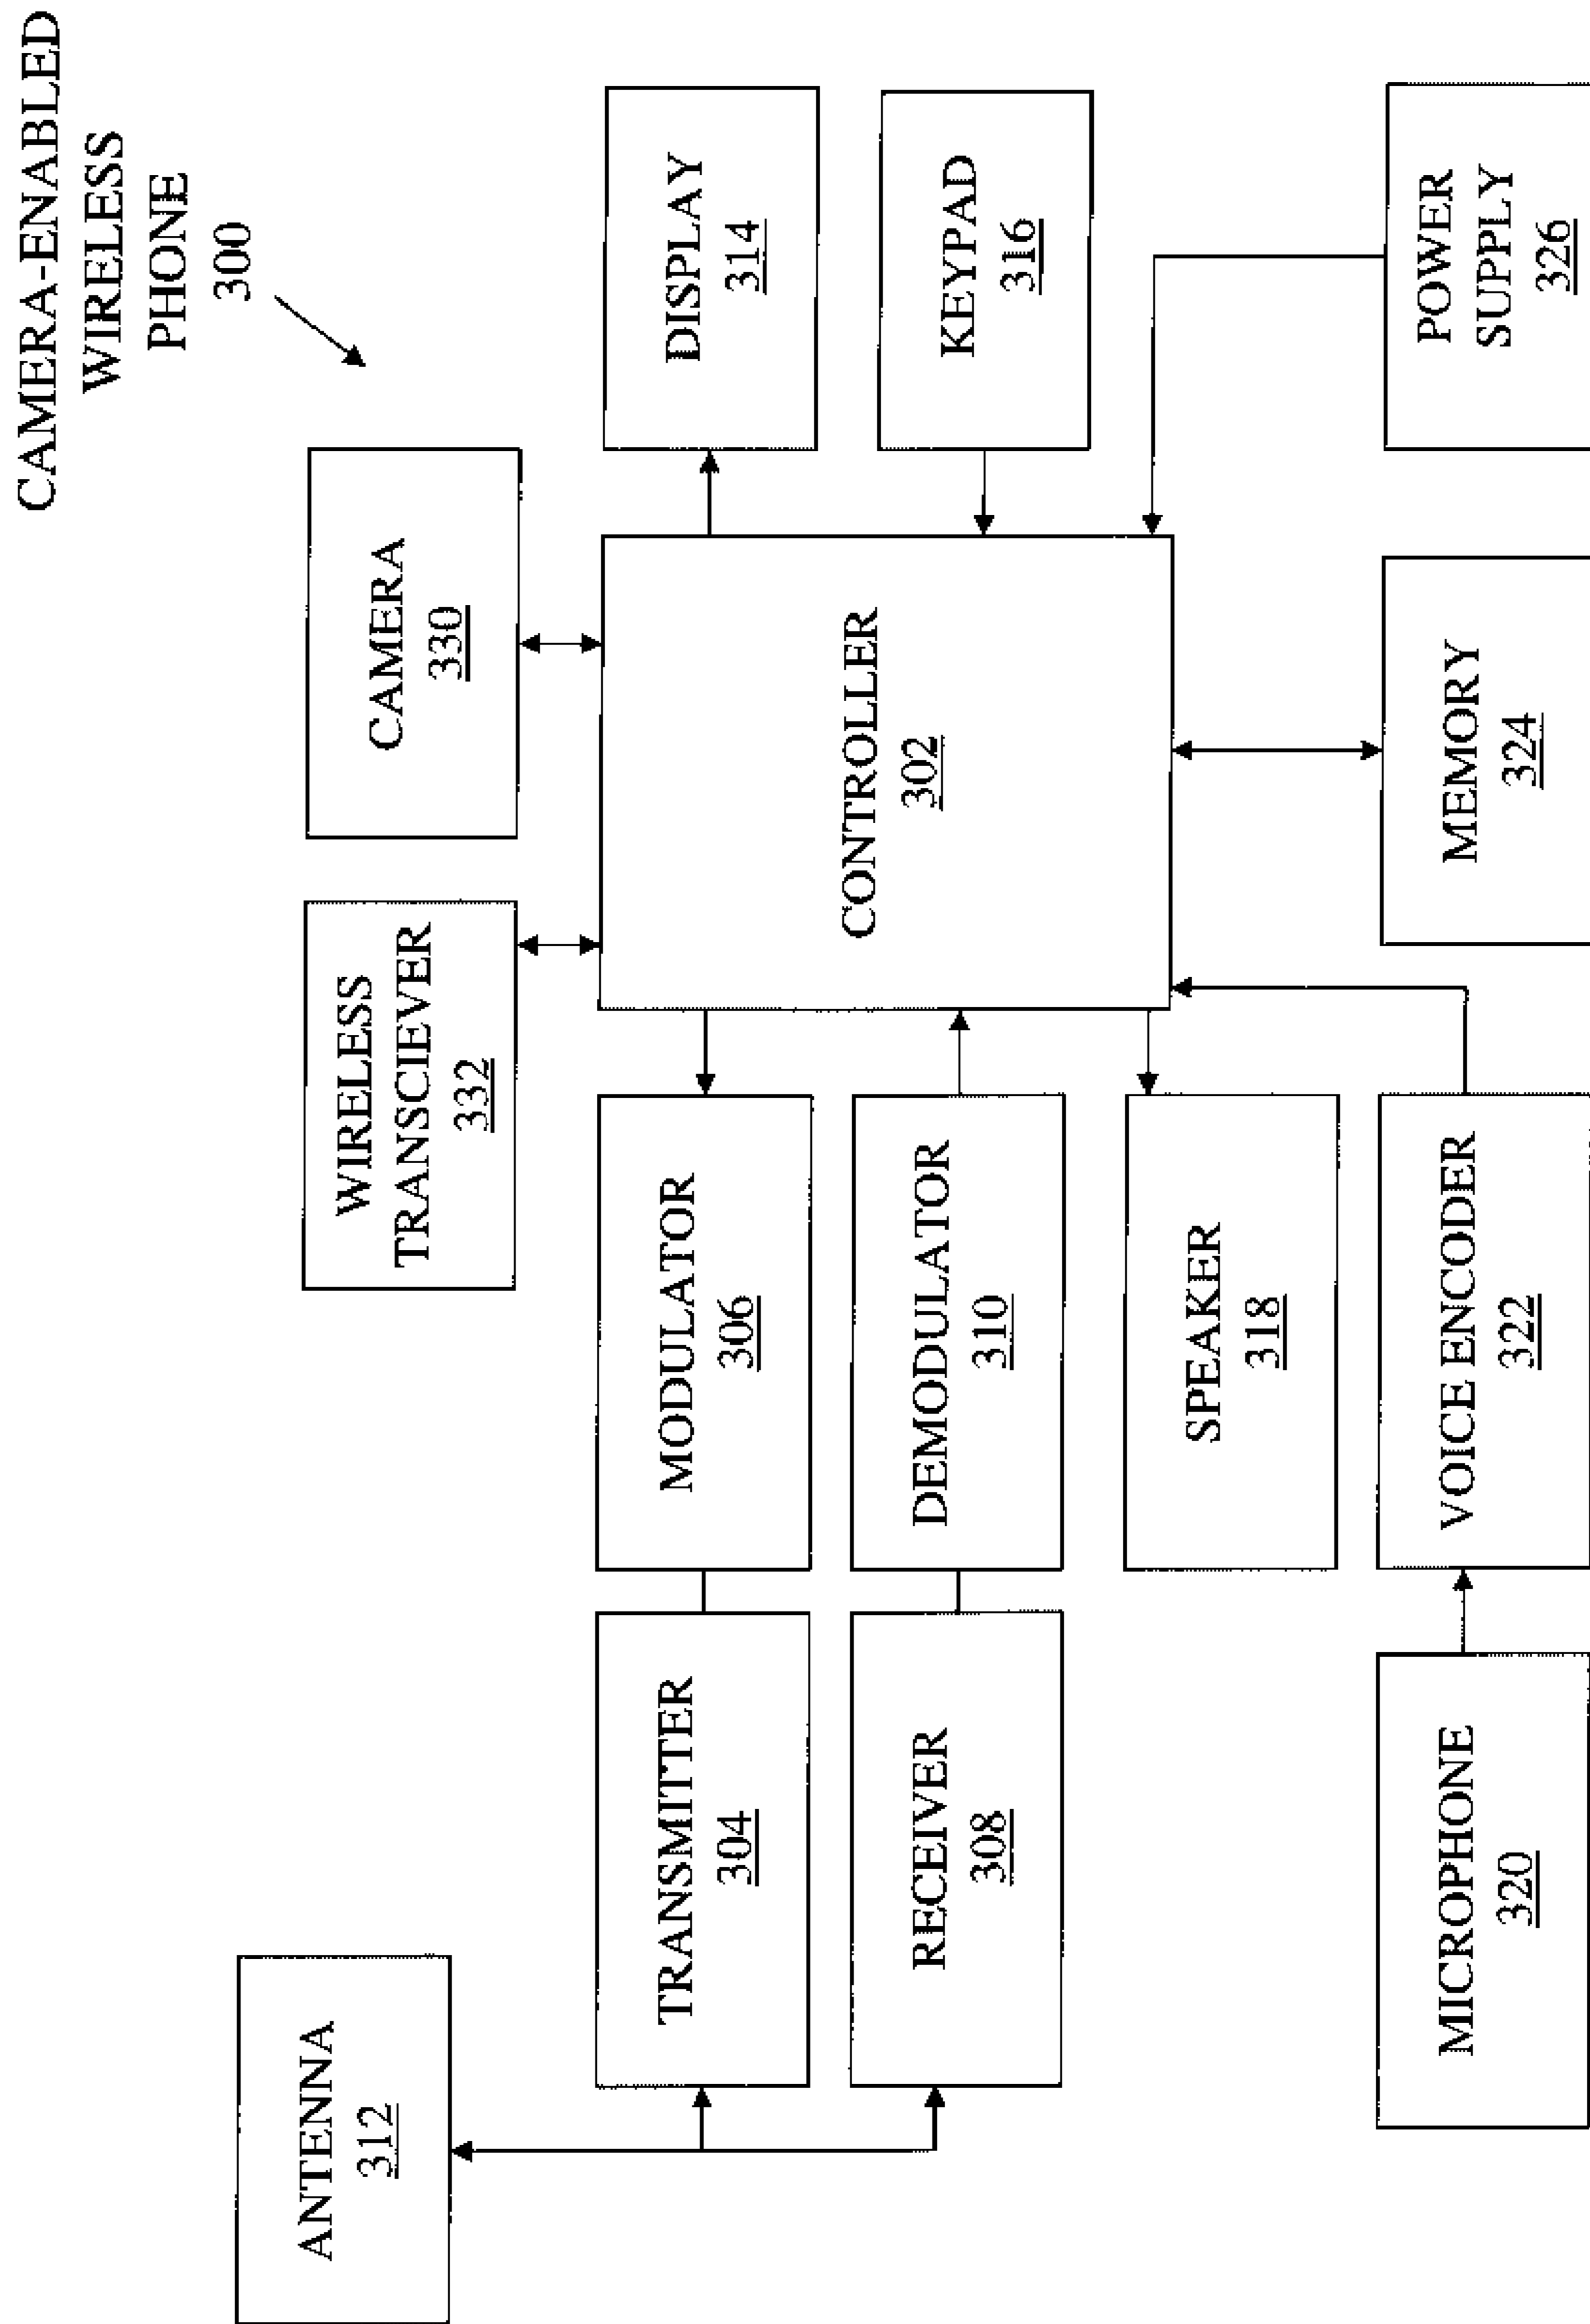 CAMERA-ENABLED
WIRELESS
PHONE
300
ANTENNA
312
WIRELESS
TRANSCIEVER
332
CAMERA
330
TRANSMITTER
304
MODULATOR
306
CONTROLLER
302
DISPLAY
314
RECEIVER
308
DEMODULATOR
310
KEYPAD
316
SPEAKER
318
MICROPHONE
320
VOICE ENCODER
322
MEMORY
324
POWER
SUPPLY
326